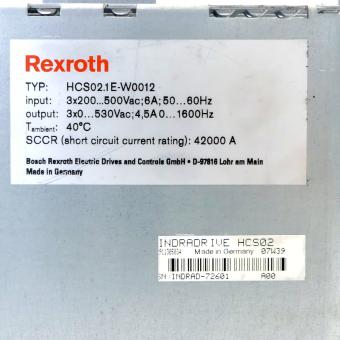 Rexroth
TYP: HCS02.1E-W0012
input: 3x200...500Vac;6A;50...60Hz
output: 3x0...530Vac;4,5A 0...1600Hz
Tambient: 40°C
SCCR (short circuit current rating): 42000 A
Bosch Rexroth Electric Drives and Controls GmbH • D-97816 Lohr am Main
Made in Germany
INDRADRIVE HCS02
Made in Germany 07W39
SN INDRAD-72601 A00